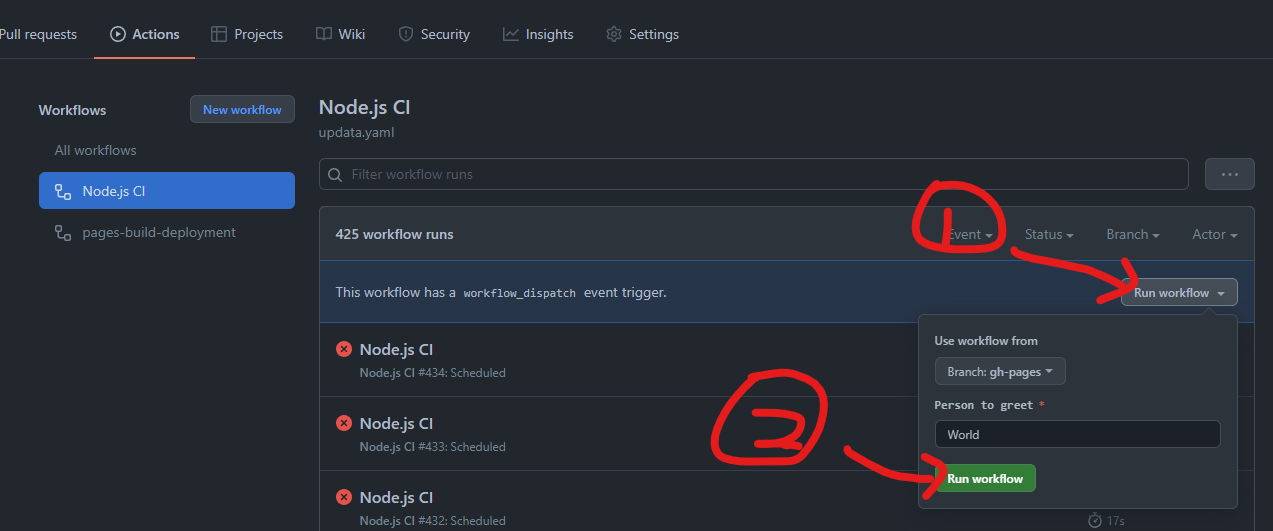 Pull requests Actions Projects Wiki Security Insights Settings
Workflows New workflow
All workflows
Node.js CI
pages-build-deployment
Node.js CI
updata.yaml
Filter workflow runs ...
425 workflow runs Event Status Branch Actor
1
This workflow has a workflow_dispatch event trigger. Run workflow
Use workflow from
Branch: gh-pages
Person to greet *
World
Run workflow
Node.js CI
Node.js CI #434: Scheduled
2
Node.js CI
Node.js CI #433: Scheduled
Node.js CI
Node.js CI #432: Scheduled 17s